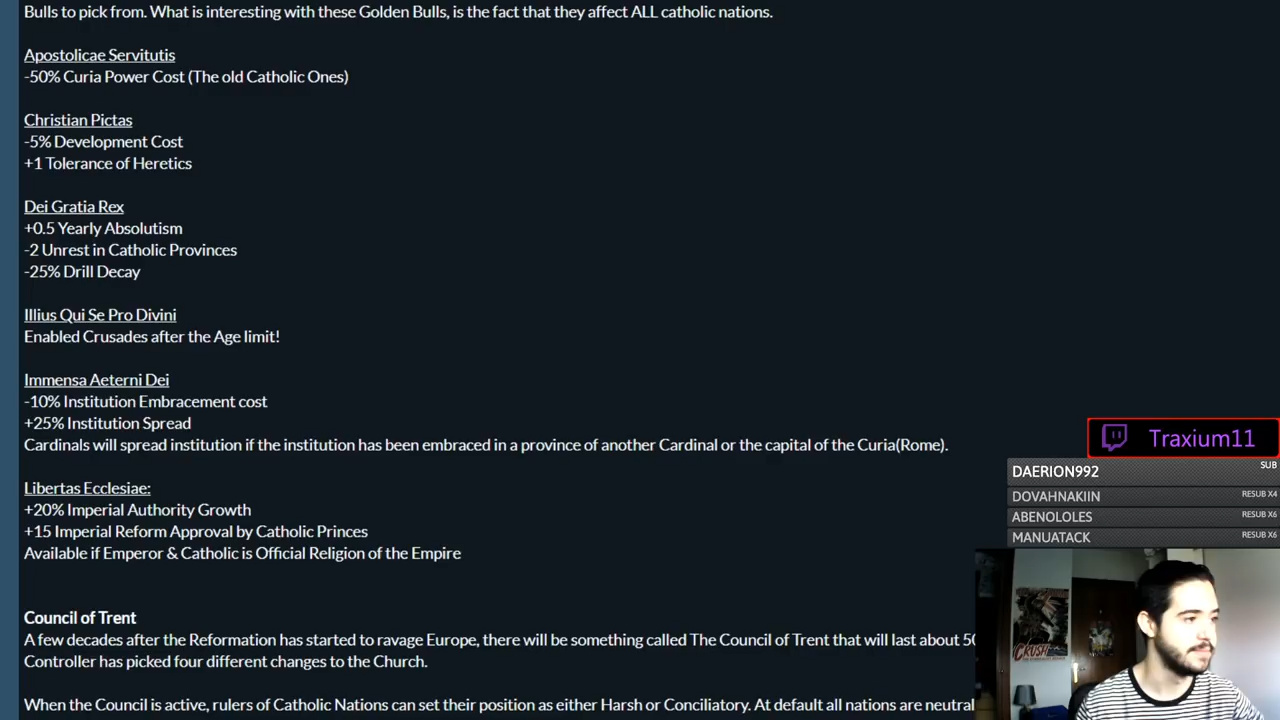 Bulls to pick from. What is interesting with these Golden Bulls, is the fact that they affect ALL catholic nations.
Apostolicae Servitutis
-50% Curia Power Cost (The old Catholic Ones)
Christian Pictas
-5% Development Cost
+1 Tolerance of Heretics
Dei Gratia Rex
+0.5 Yearly Absolutism
-2 Unrest in Catholic Provinces
-25% Drill Decay
Illius Qui Se Pro Divini
Enabled Crusades after the Age limit!
Immensa Aeterni Dei
-10% Institution Embracement cost
+25% Institution Spread
Cardinals will spread institution if the institution has been embraced in a province of another Cardinal or the capital of the Curia(Rome).
Libertas Ecclesiae:
+20% Imperial Authority Growth
+15 Imperial Reform Approval by Catholic Princes
Available if Emperor & Catholic is Official Religion of the Empire
Council of Trent
A few decades after the Reformation has started to ravage Europe, there will be something called The Council of Trent that will last about 50
Controller has picked four different changes to the Church.
When the Council is active, rulers of Catholic Nations can set their position as either Harsh or Conciliatory. At default all nations are neutral
Traxium11
DAERION992 SUB
DOVAHNAKIIN RESUB X4
ABENOLOLES RESUB X6
MANUATACK RESUB X6
CRUSH